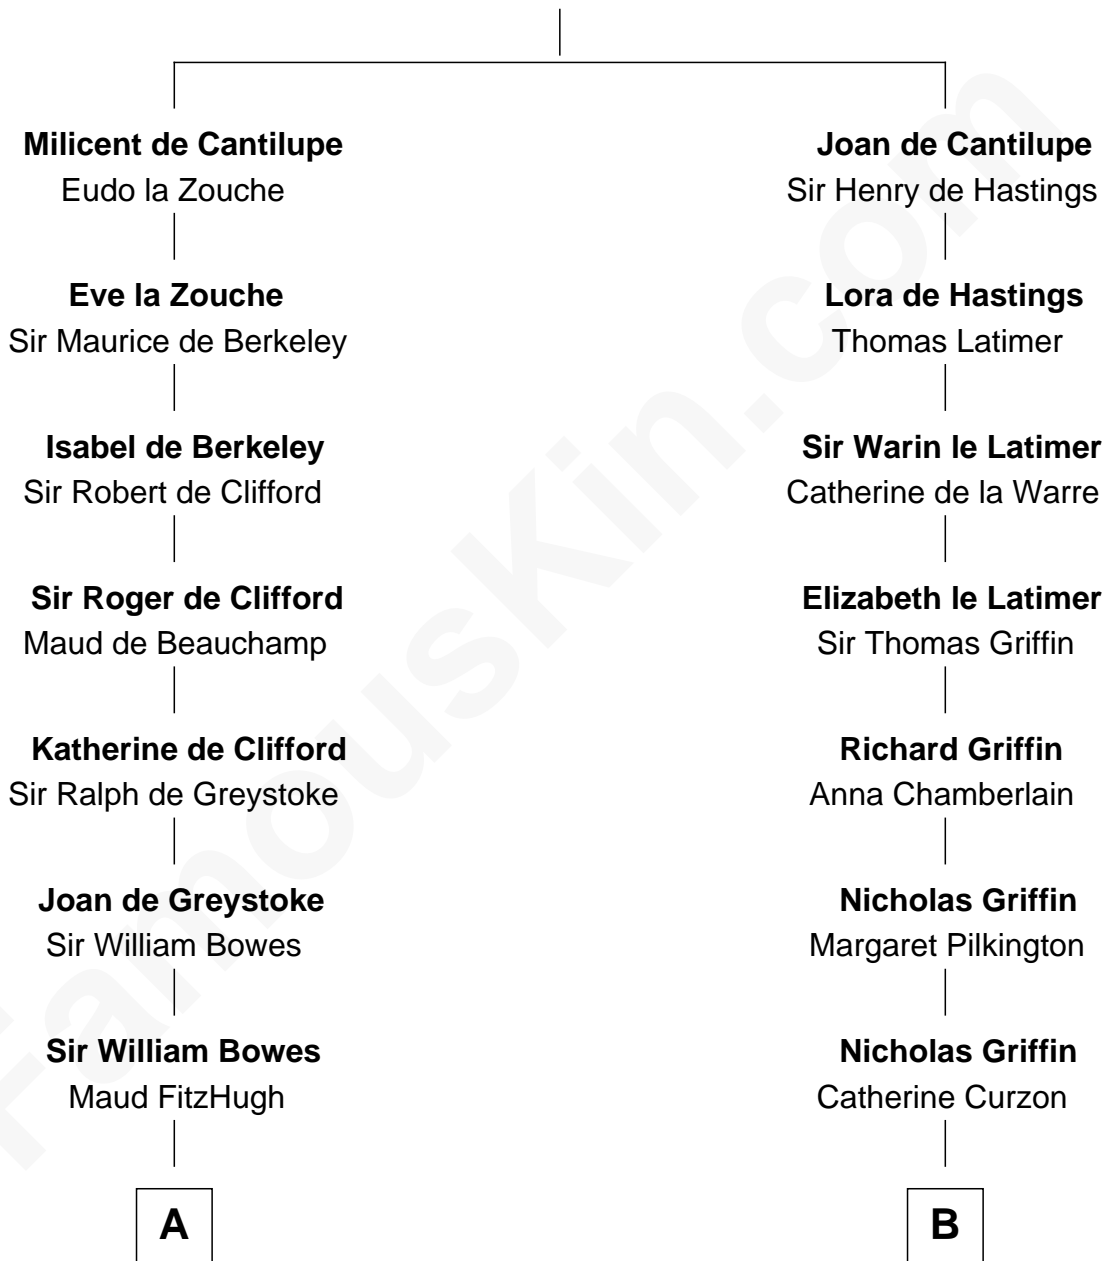 Milicent de Cantilupe
Eudo la Zouche
Eve la Zouche
Sir Maurice de Berkeley
Isabel de Berkeley
Sir Robert de Clifford
Sir Roger de Clifford
Maud de Beauchamp
Katherine de Clifford
Sir Ralph de Greystoke
Joan de Greystoke
Sir William Bowes
Sir William Bowes
Maud FitzHugh
A
Joan de Cantilupe
Sir Henry de Hastings
Lora de Hastings
Thomas Latimer
Sir Warin le Latimer
Catherine de la Warre
Elizabeth le Latimer
Sir Thomas Griffin
Richard Griffin
Anna Chamberlain
Nicholas Griffin
Margaret Pilkington
Nicholas Griffin
Catherine Curzon
B
FamousKin.com